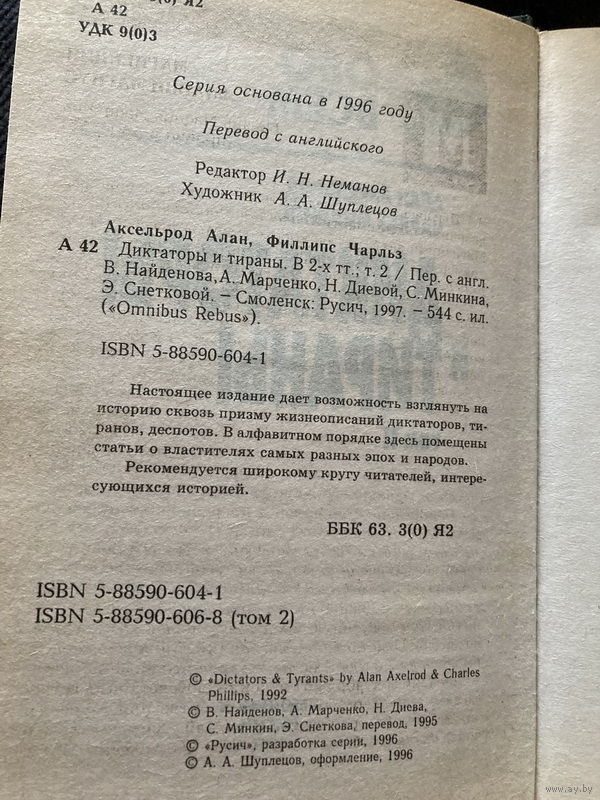 3(0) Я2
А 42
УДК 9(0)3
Серия основана в 1996 году
Перевод с английского
Редактор И. Н. Неманов
Художник А. А. Шуплецов
Аксельрод Алан, Филлипс Чарльз
А 42 Диктаторы и тираны. В 2-х тт.; т. 2 / Пер. с англ.
В. Найденова, А. Марченко, Н. Диевой, С. Минкина,
Э. Снетковой. – Смоленск: Русич, 1997. – 544 с. ил.
(«Omnibus Rebus»).
ISBN 5-88590-604-1
Настоящее издание дает возможность взглянуть на
историю сквозь призму жизнеописаний диктаторов, ти-
ранов, деспотов. В алфавитном порядке здесь помещены
статьи о властителях самых разных эпох и народов.
Рекомендуется широкому кругу читателей, интере-
сующихся историей.
ББК 63. 3(0) Я2
ISBN 5-88590-604-1
ISBN 5-88590-606-8 (том 2)
© «Dictators & Tyrants» by Alan Axelrod & Charles
Phillips, 1992
© В. Найденов, А. Марченко, Н. Диева,
С. Минкин, Э. Снеткова, перевод, 1995
© «Русич», разработка серии, 1996
© А. А. Шуплецов, оформление, 1996
www.ay.by